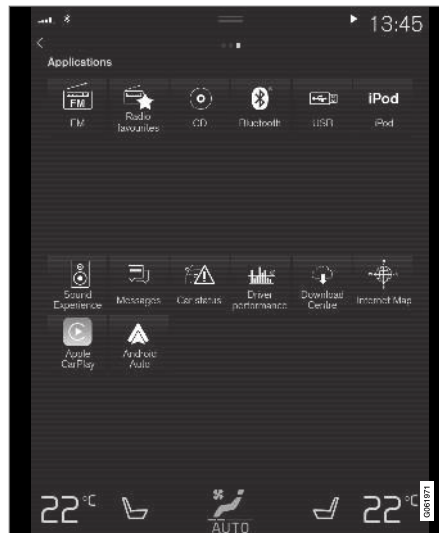 13:45
Applications
FM
iPod
FM
Radio
favourites
CD
Bluetooth
USB
iPod
Sound
Experience
Messages
Car status
Driver
performance
Download
Centre
Internet Map
Apple
CarPlay
Android
Auto
22°C
22°C
AUTO
G061971